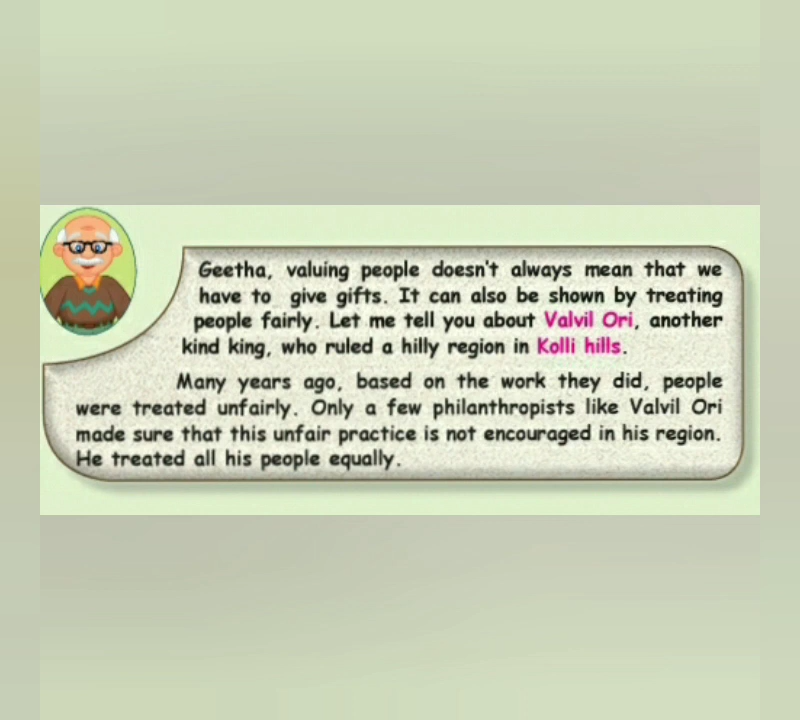 Geetha, valuing people doesn't always mean that we
have to give gifts. It can also be shown by treating
people fairly. Let me tell you about Valvil Ori, another
kind king, who ruled a hilly region in Kolli hills.
Many years ago, based on the work they did, people
were treated unfairly. Only a few philanthropists like Valvil Ori
made sure that this unfair practice is not encouraged in his region.
He treated all his people equally.